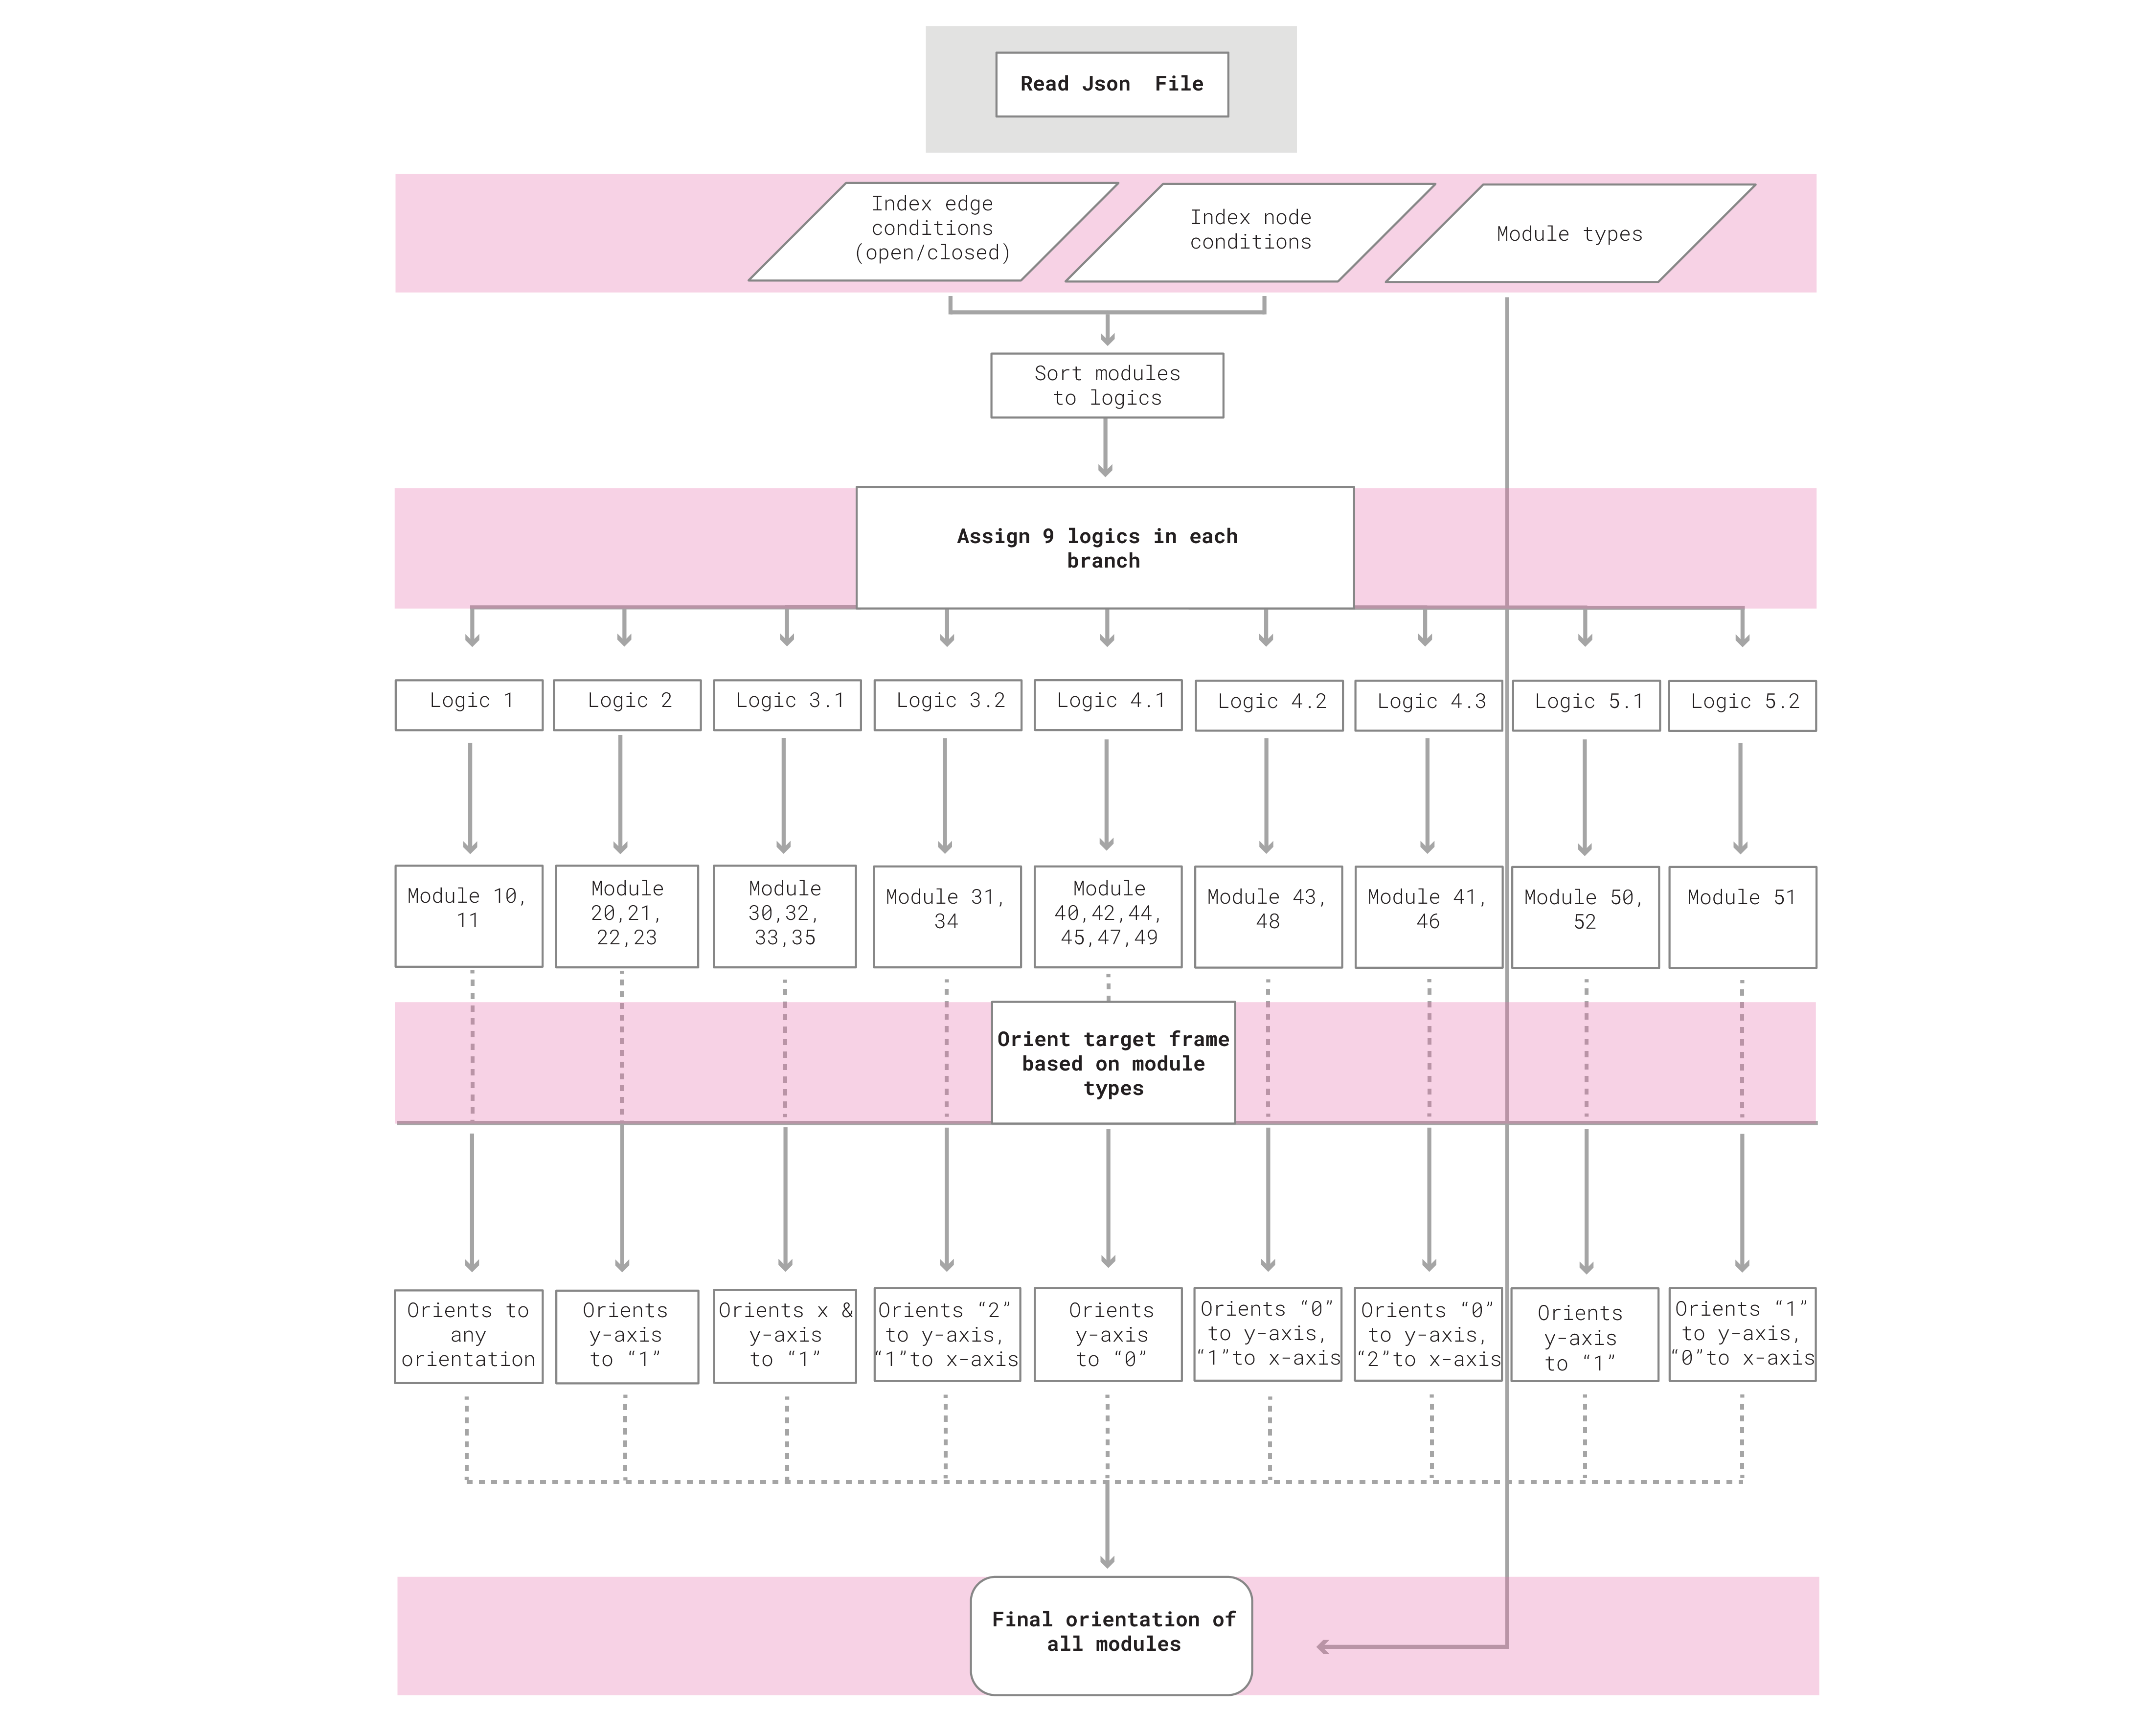 Read Json  File
Index edge
conditions
(open/closed)
Index node
conditions
Module types
Sort modules
to logics
Assign 9 logics in each
branch
Logic 1
Logic 2
Logic 3.1
Logic 3.2
Logic 4.1
Logic 4.2
Logic 4.3
Logic 5.1
Logic 5.2
Module 10,
11
Module
20,21,
22,23
Module
30,32,
33,35
Module 31,
34
Module
40,42,44,
45,47,49
Module 43,
48
Module 41,
46
Module 50,
52
Module 51
Orient target frame
based on module
types
Orients to
any
orientation
Orients
y-axis
to “1”
Orients x &
y-axis
to “1”
Orients “2”
to y-axis,
“1”to x-axis
Orients
y-axis
to “0”
Orients “0”
to y-axis,
“1”to x-axis
Orients “0”
to y-axis,
“2”to x-axis
Orients
y-axis
to “1”
Orients “1”
to y-axis,
“0”to x-axis
Final orientation of
all modules